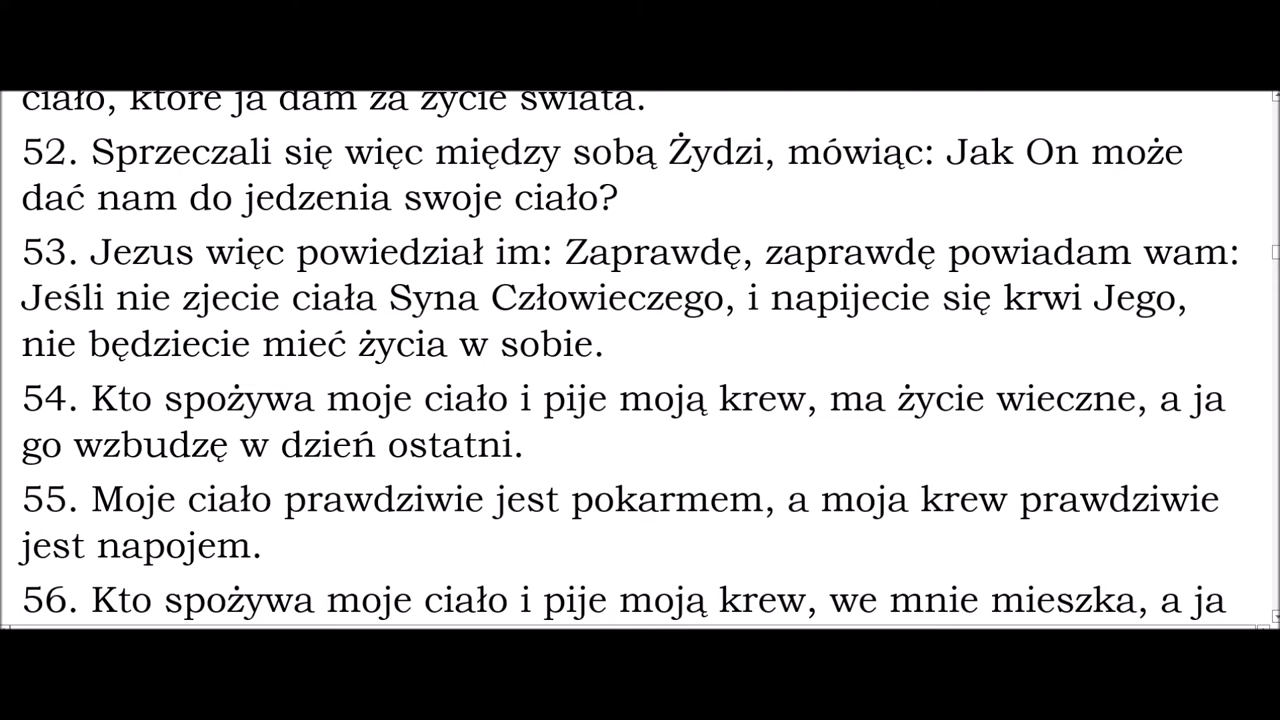 ciało, które ja dam za życie świata.
52. Sprzeczali się więc między sobą Żydzi, mówiąc: Jak On może
dać nam do jedzenia swoje ciało?
53. Jezus więc powiedział im: Zaprawdę, zaprawdę powiadam wam:
Jeśli nie zjecie ciała Syna Człowieczego, i napijecie się krwi Jego,
nie będziecie mieć życia w sobie.
54. Kto spożywa moje ciało i pije moją krew, ma życie wieczne, a ja
go wzbudzę w dzień ostatni.
55. Moje ciało prawdziwie jest pokarmem, a moja krew prawdziwie
jest napojem.
56. Kto spożywa moje ciało i pije moją krew, we mnie mieszka, a ja